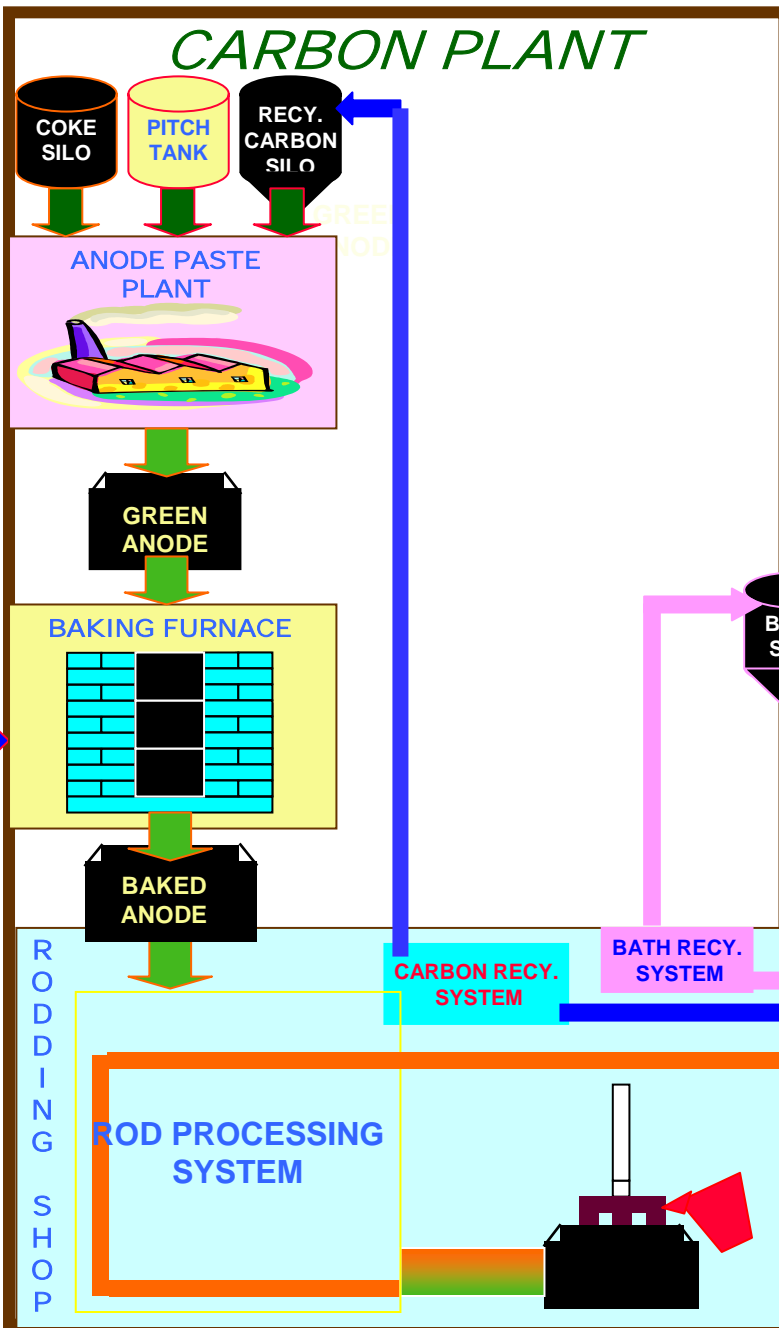 CARBON PLANT
COKE
SILO
PITCH
TANK
RECY.
CARBON
SILO
ANODE PASTE
PLANT
GREEN
ANODE
BAKING FURNACE
BAKED
ANODE
RODDING SHOP
CARBON RECY.
SYSTEM
BATH RECY.
SYSTEM
ROD PROCESSING
SYSTEM